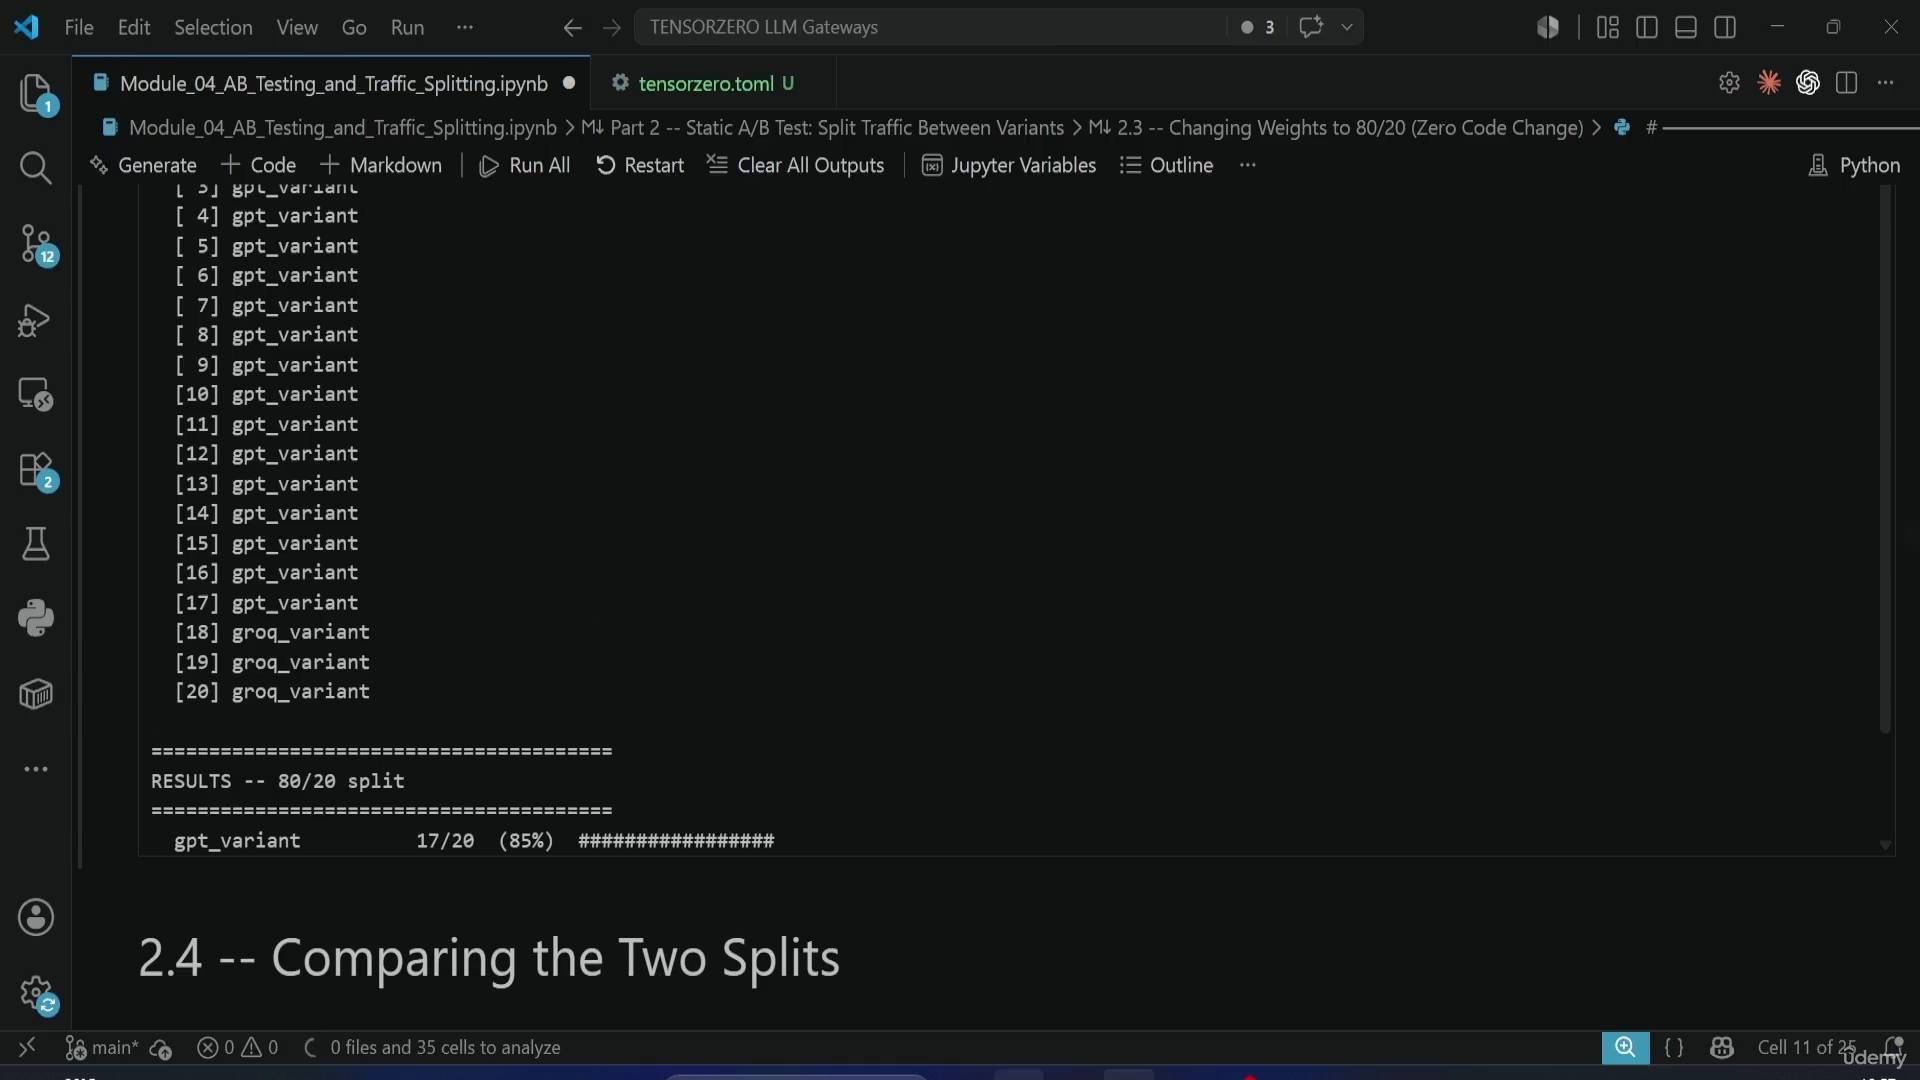 File Edit Selection View Go Run ··· TENSORZERO LLM Gateways 3
Module_04_AB_Testing_and_Traffic_Splitting.ipynb tensorzero.toml U
Module_04_AB_Testing_and_Traffic_Splitting.ipynb > M↓ Part 2 -- Static A/B Test: Split Traffic Between Variants > M↓ 2.3 -- Changing Weights to 80/20 (Zero Code Change) > #
Generate + Code + Markdown Run All Restart Clear All Outputs Jupyter Variables Outline ··· Python
[ 3] gpt_variant
[ 4] gpt_variant
[ 5] gpt_variant
[ 6] gpt_variant
[ 7] gpt_variant
[ 8] gpt_variant
[ 9] gpt_variant
[10] gpt_variant
[11] gpt_variant
[12] gpt_variant
[13] gpt_variant
[14] gpt_variant
[15] gpt_variant
[16] gpt_variant
[17] gpt_variant
[18] groq_variant
[19] groq_variant
[20] groq_variant
========================================
RESULTS -- 80/20 split
========================================
gpt_variant 17/20 (85%) #################
2.4 -- Comparing the Two Splits
1
12
2
main* 0 0 0 files and 35 cells to analyze { } Cell 11 of 25
udemy